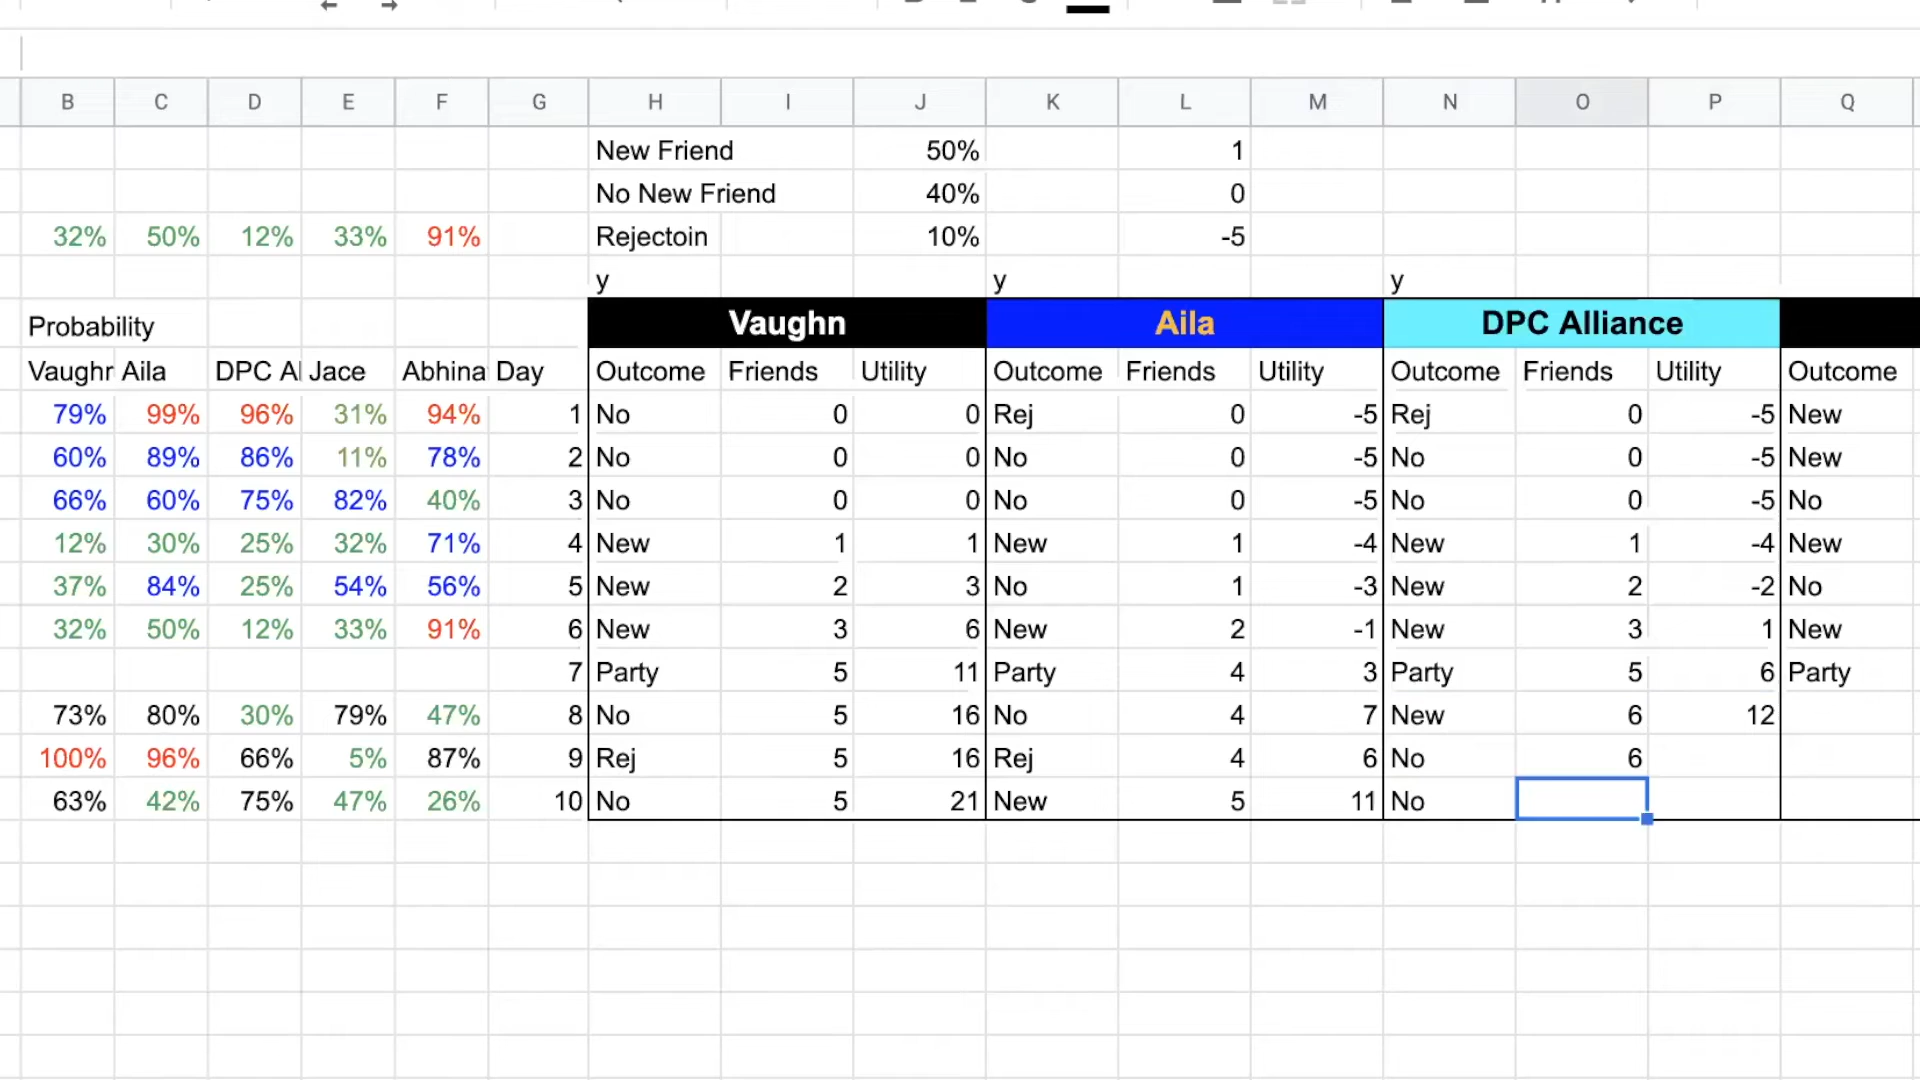 B C D E F G H I J K L M N O P Q
New Friend 50% 1
No New Friend 40% 0
32% 50% 12% 33% 91% Rejectoin 10% -5
y y y
Probability Vaughn Aila DPC Alliance
Vaughr Aila DPC Al Jace Abhina Day Outcome Friends Utility Outcome Friends Utility Outcome Friends Utility Outcome
79% 99% 96% 31% 94% 1 No 0 0 Rej 0 -5 Rej 0 -5 New
60% 89% 86% 11% 78% 2 No 0 0 No 0 -5 No 0 -5 New
66% 60% 75% 82% 40% 3 No 0 0 No 0 -5 No 0 -5 No
12% 30% 25% 32% 71% 4 New 1 1 New 1 -4 New 1 -4 New
37% 84% 25% 54% 56% 5 New 2 3 No 1 -3 New 2 -2 No
32% 50% 12% 33% 91% 6 New 3 6 New 2 -1 New 3 1 New
7 Party 5 11 Party 4 3 Party 5 6 Party
73% 80% 30% 79% 47% 8 No 5 16 No 4 7 New 6 12
100% 96% 66% 5% 87% 9 Rej 5 16 Rej 4 6 No 6
63% 42% 75% 47% 26% 10 No 5 21 New 5 11 No